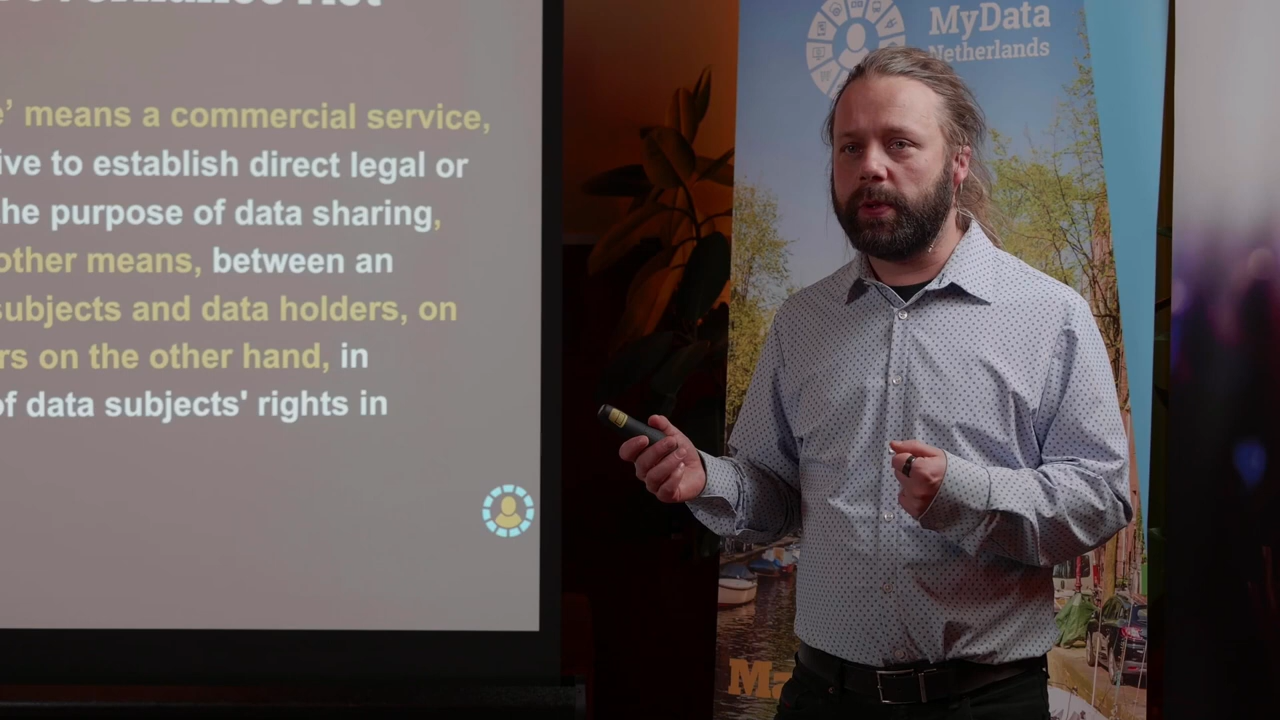 e’ means a commercial service,
ive to establish direct legal or
he purpose of data sharing,
other means, between an
subjects and data holders, on
rs on the other hand, in
of data subjects' rights in
MyData
Netherlands
Ma